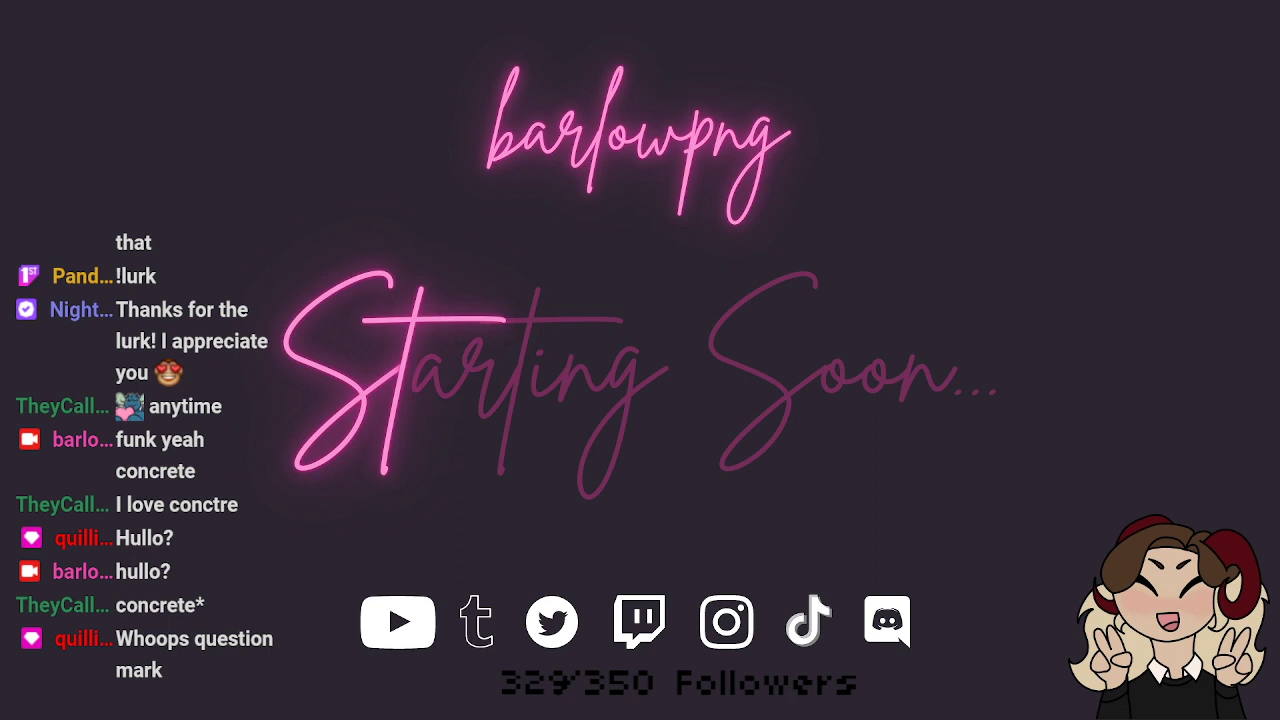 barlowpng
that
Pand... !lurk
Night... Thanks for the
lurk! I appreciate
you
TheyCall... anytime
barlo... funk yeah
concrete
TheyCall... I love conctre
quilli... Hullo?
barlo... hullo?
TheyCall... concrete*
quilli... Whoops question
mark
Starting Soon...
329/350 Followers